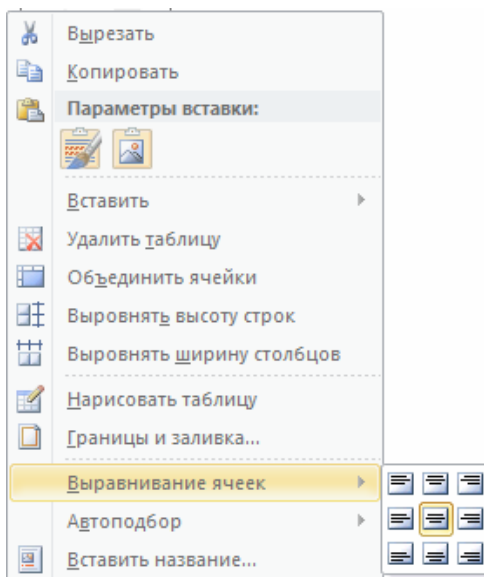 Вырезать
Копировать
Параметры вставки:
Вставить
Удалить таблицу
Объединить ячейки
Выровнять высоту строк
Выровнять ширину столбцов
Нарисовать таблицу
Границы и заливка...
Выравнивание ячеек
Автоподбор
Вставить название...